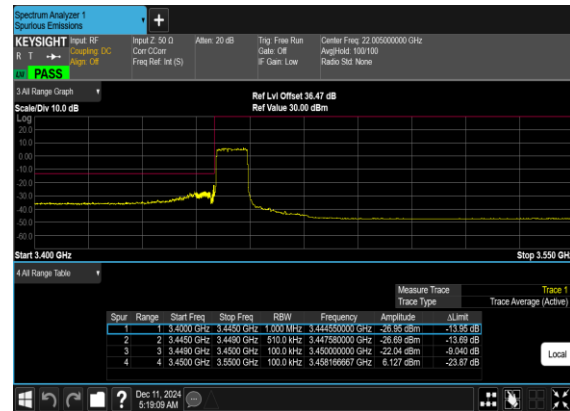 Spectrum Analyzer 1
Spurious Emissions
KEYSIGHT
R T
Input: RF
Coupling: DC
Align: Off
Input Z: 50 Ω
Corr CCorr
Freq Ref: Int (S)
Atten: 20 dB
Trig: Free Run
Gate: Off
IF Gain: Low
Center Freq: 22.005000000 GHz
Avg|Hold: 100/100
Radio Std: None
PASS
3 All Range Graph
Scale/Div 10.0 dB
Ref Lvl Offset 36.47 dB
Ref Value 30.00 dBm
Log
20.0
10.0
0.00
-10.0
-20.0
-30.0
-40.0
-50.0
-60.0
Start 3.400 GHz
Stop 3.550 GHz
4 All Range Table
Measure Trace Trace 1
Trace Type Trace Average (Active)
Spur Range Start Freq Stop Freq RBW Frequency Amplitude ΔLimit
1 1 3.4000 GHz 3.4450 GHz 1.000 MHz 3.444550000 GHz -26.95 dBm -13.95 dB
2 2 3.4450 GHz 3.4490 GHz 510.0 kHz 3.447580000 GHz -26.69 dBm -13.69 dB
3 3 3.4490 GHz 3.4500 GHz 100.0 kHz 3.450000000 GHz -22.04 dBm -9.040 dB
4 4 3.4500 GHz 3.5500 GHz 100.0 kHz 3.458166667 GHz 6.127 dBm -23.87 dB
Local
?
Dec 11, 2024
5:19:09 AM